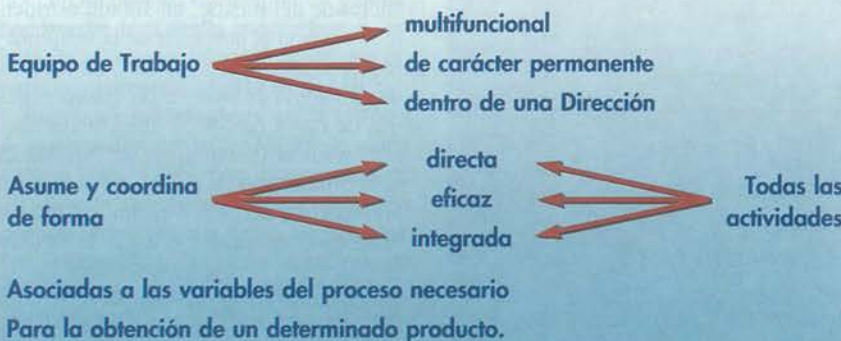 multifuncional
Equipo de Trabajo
de carácter permanente
dentro de una Dirección
Asume y coordina
de forma
directa
eficaz
integrada
Todas las
actividades
Asociadas a las variables del proceso necesario
Para la obtención de un determinado producto.